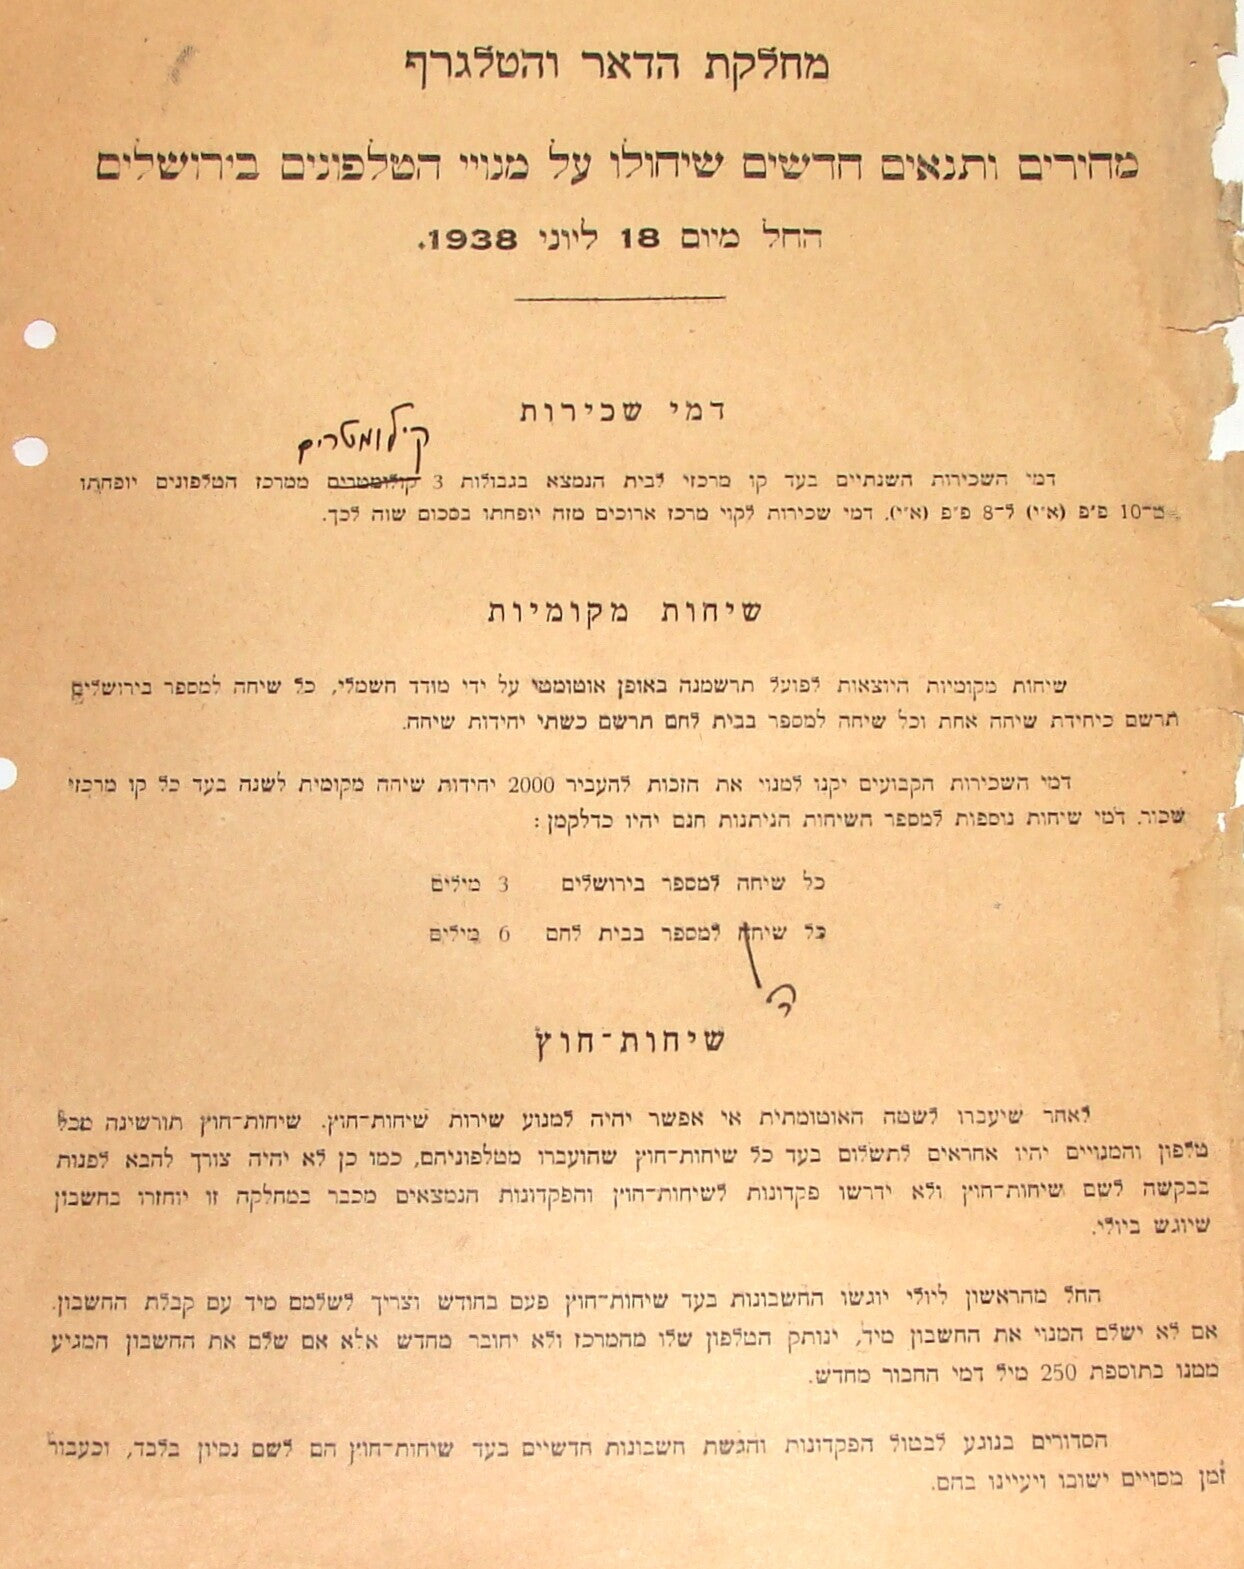 מחלקת הדאר והטלגרף
מחירים ותנאים חדשים שיחולו על מנויי הטלפונים בירושלים
החל מיום 18 ליוני 1938.
דמי שכירות
קילומטרים
דמי השכירות השנתיים בעד קו מרכזי לבית הנמצא בגבולות 3 קולומטבים ממרכז הטלפונים יופחתו
מ־10 פ״פ (א״י) ל־8 פ״פ (א״י). דמי שכירות לקוי מרכז ארוכים מזה יופחתו בסכום שוה לכך.
שיחות מקומיות
שיחות מקומיות היוצאות לפועל תרשמנה באופן אוטומטי על ידי מודד חשמלי, כל שיחה למספר בירושלים
תרשם כיחידת שיחה אחת וכל שיחה למספר בבית לחם תרשם כשתי יחידות שיחה.
דמי השכירות הקבועים יקנו למנוי את הזכות להעביר 2000 יחידות שיחה מקומית לשנה בעד כל קו מרכזי
שכור. דמי שיחות נוספות למספר השיחות הניתנות חנם יהיו כדלקמן:
כל שיחה למספר בירושלים 3 מילים
כל שיחה למספר בבית לחם 6 מילים
ה
שיחות־חוץ
לאחר שיעברו לשטה האוטומתית אי אפשר יהיה למנוע שירות שיחות־חוץ. שיחות־חוץ תורשינה מכל
טלפון והמנויים יהיו אחראים לתשלום בעד כל שיחות־חוץ שהועברו מטלפוניהם, כמו כן לא יהיה צורך להבא לפנות
בבקשה לשם שיחות־חוץ ולא ידרשו פקדונות לשיחות־חוץ והפקדונות הנמצאים מכבר במחלקה זו יוחזרו בחשבון
שיוגש ביולי.
החל מהראשון ליולי יוגשו החשבונות בעד שיחות־חוץ פעם בחודש וצריך לשלמם מיד עם קבלת החשבון.
אם לא ישלם המנוי את החשבון מיד, ינותק הטלפון שלו מהמרכז ולא יחובר מחדש אלא אם שלם את החשבון המגיע
ממנו בתוספת 250 מיל דמי החבור מחדש.
הסדורים בנוגע לבטול הפקדונות והגשת חשבונות חדשיים בעד שיחות־חוץ הם לשם נסיון בלבד, וכעבור
זמן מסויים ישובו ויעיינו בהם.